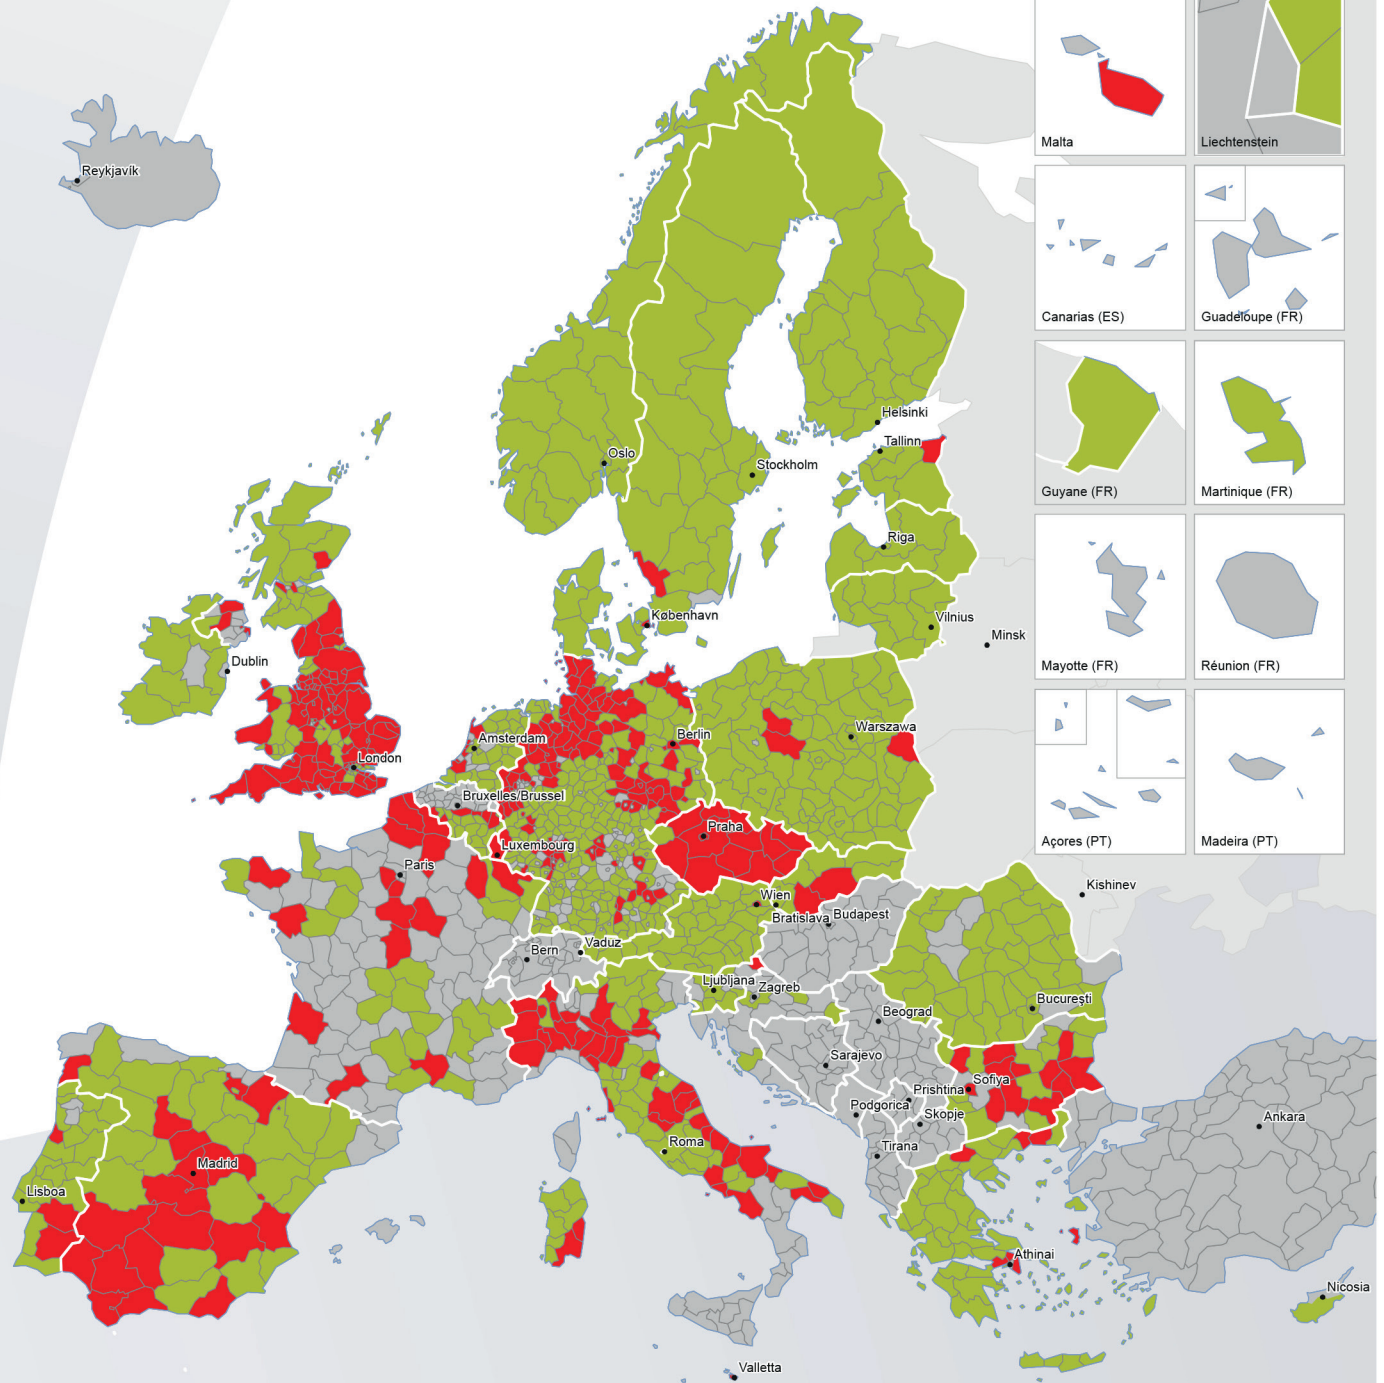 Malta
Liechtenstein
Reykjavík
Canarias (ES)
Guadeloupe (FR)
Helsinki
Tallinn
Oslo
Stockholm
Guyane (FR)
Martinique (FR)
Riga
København
Vilnius
Minsk
Dublin
Mayotte (FR)
Réunion (FR)
Warszawa
Amsterdam
Berlin
London
Bruxelles/Brussel
Praha
Açores (PT)
Madeira (PT)
Luxembourg
Paris
Kishinev
Wien
Bratislava
Budapest
Bern
Vaduz
Ljubljana
Zagreb
Bucureşti
Beograd
Sarajevo
Sofiya
Prishtina
Podgorica
Skopje
Ankara
Roma
Tirana
Madrid
Lisboa
Athinai
Nicosia
Valletta